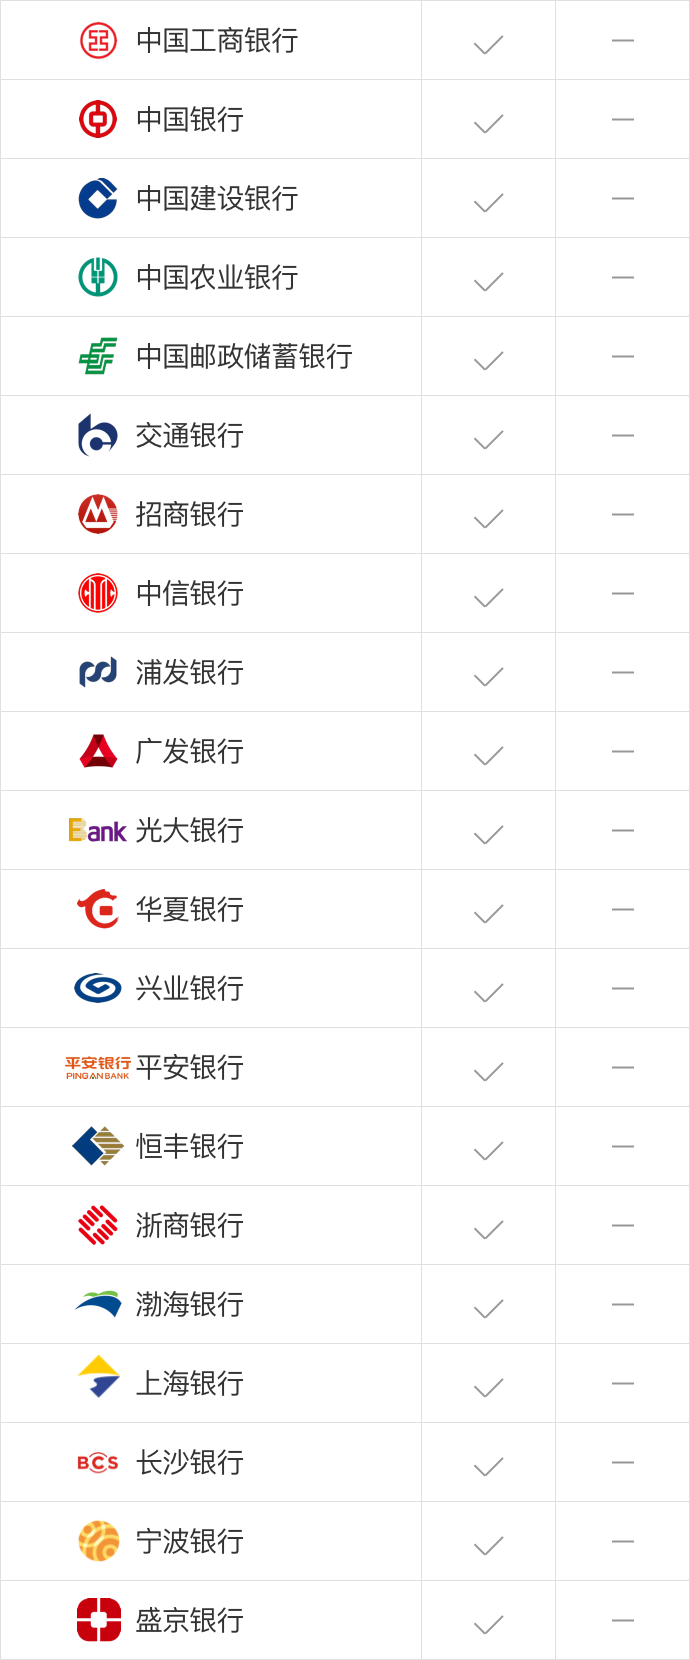 中国工商银行
中国银行
中国建设银行
中国农业银行
中国邮政储蓄银行
交通银行
招商银行
中信银行
浦发银行
广发银行
Bank 光大银行
华夏银行
兴业银行
平安银行 平安银行
PINGAN BANK
恒丰银行
浙商银行
渤海银行
上海银行
BCS 长沙银行
宁波银行
盛京银行